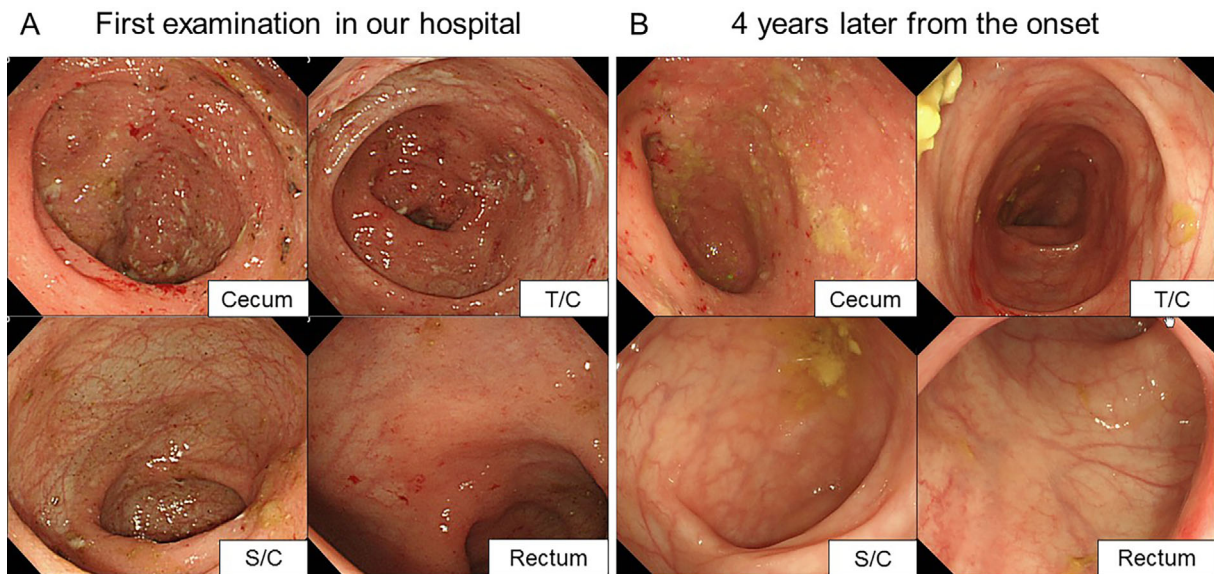 A First examination in our hospital
B 4 years later from the onset
Cecum
T/C
Cecum
T/C
S/C
Rectum
S/C
Rectum